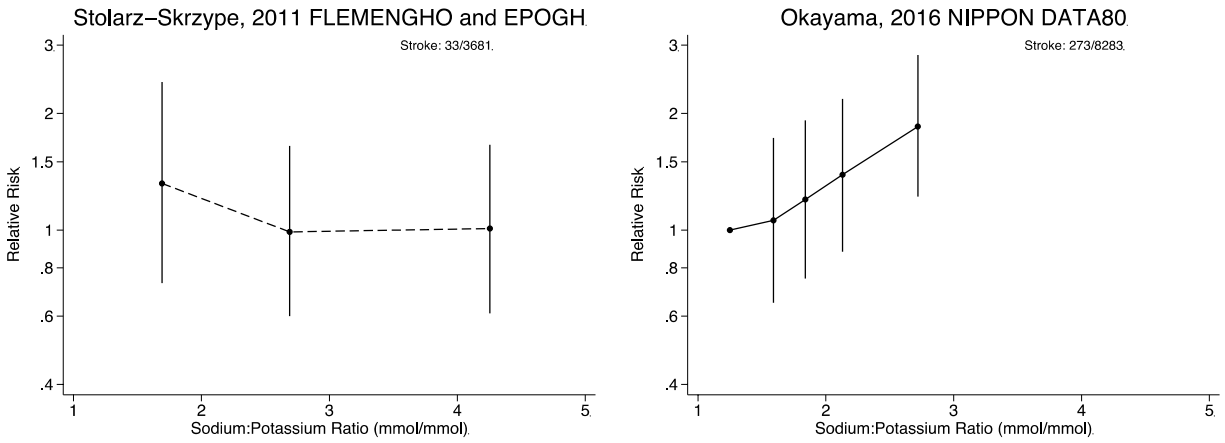 Stolarz–Skrzype, 2011 FLEMENGHO and EPOGH
Stroke: 33/3681
3
2
1.5
1
.8
.6
.4
Relative Risk
1 2 3 4 5
Sodium:Potassium Ratio (mmol/mmol)
Okayama, 2016 NIPPON DATA80
Stroke: 273/8283
3
2
1.5
1
.8
.6
.4
Relative Risk
1 2 3 4 5
Sodium:Potassium Ratio (mmol/mmol)